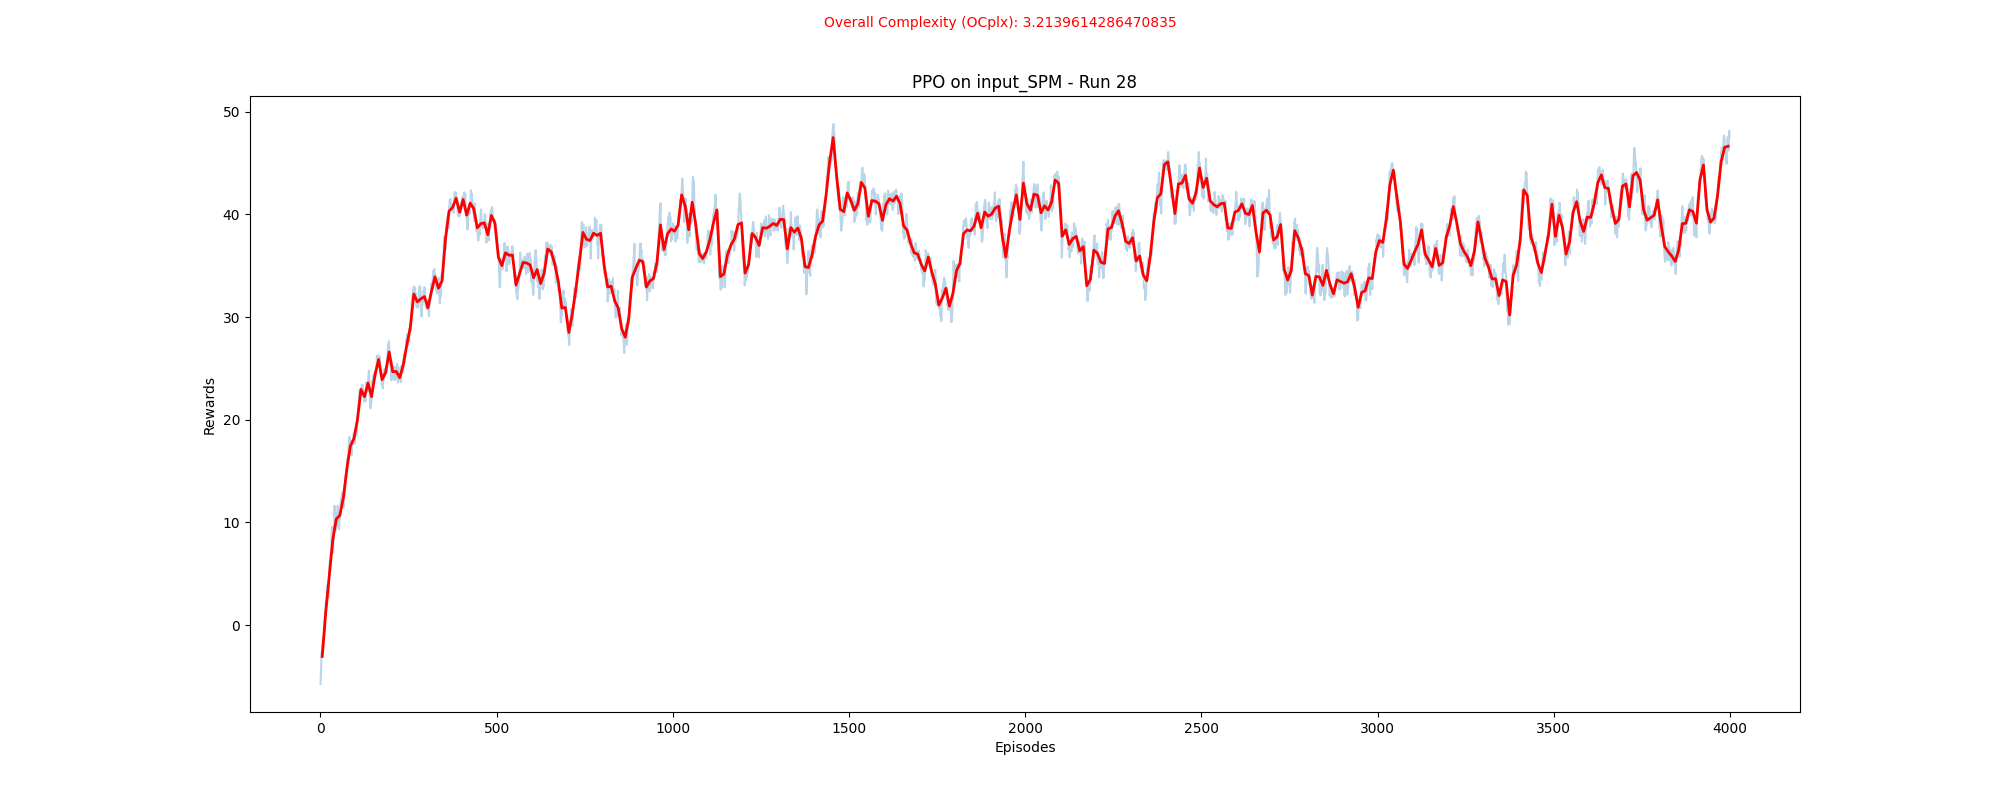 Overall Complexity (OCplx): 3.2139614286470835
PPO on input_SPM - Run 28
50
40
30
20
10
0
Rewards
0 500 1000 1500 2000 2500 3000 3500 4000
Episodes